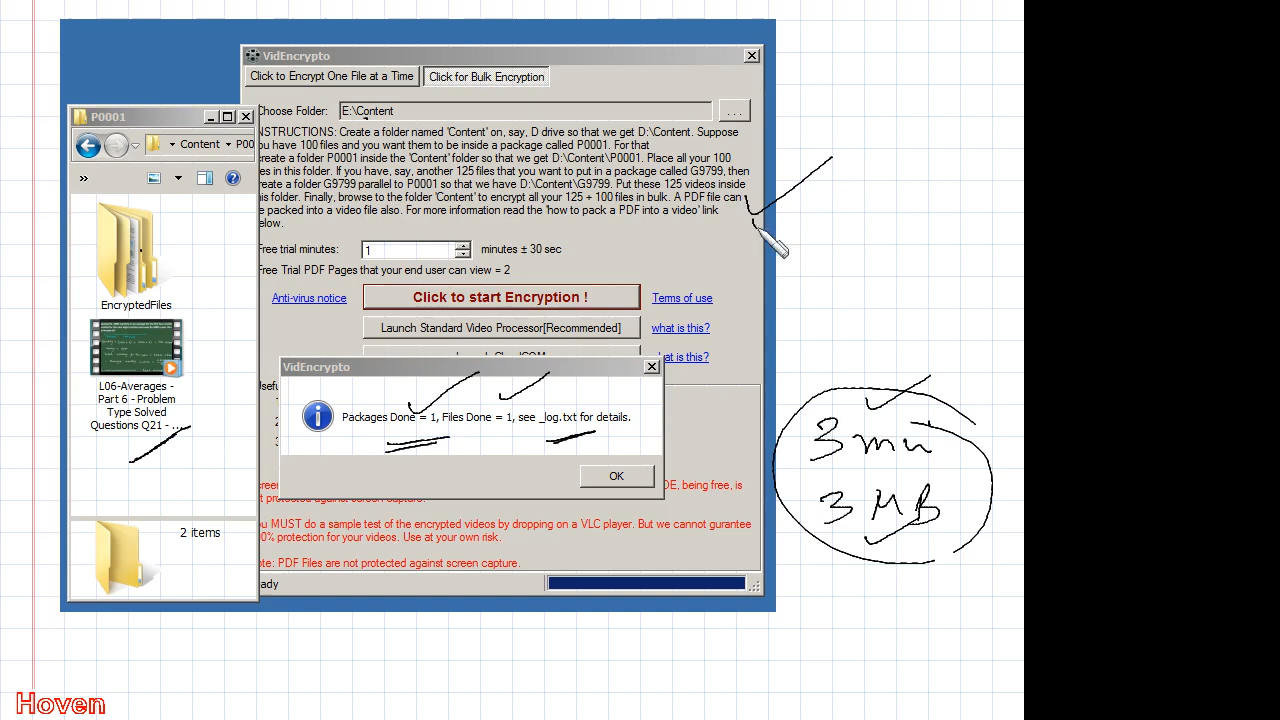 VidEncrypto
Click to Encrypt One File at a Time
Click for Bulk Encryption
Choose Folder:
E:\Content
. . .
NSTRUCTIONS: Create a folder named 'Content' on, say, D drive so that we get D:\Content. Suppose
ou have 100 files and you want them to be inside a package called P0001. For that
create a folder P0001 inside the 'Content' folder so that we get D:\Content\P0001. Place all your 100
iles in this folder. If you have, say, another 125 files that you want to put in a package called G9799, then
reate a folder G9799 parallel to P0001 so that we have D:\Content\G9799. Put these 125 videos inside
his folder. Finally, browse to the folder 'Content' to encrypt all your 125 + 100 files in bulk. A PDF file can
e packed into a video file also. For more information read the 'how to pack a PDF into a video' link
elow.
Free trial minutes:
1
minutes ± 30 sec
Free Trial PDF Pages that your end user can view = 2
Anti-virus notice
Click to start Encryption !
Terms of use
Launch Standard Video Processor[Recommended]
what is this?
hat is this?
P0001
Content
P00
EncryptedFiles
L06-Averages -
Part 6 - Problem
Type Solved
Questions Q21 - ...
2 items
VidEncrypto
Packages Done = 1, Files Done = 1, see _log.txt for details.
OK
DE, being free, is
ou MUST do a sample test of the encrypted videos by dropping on a VLC player. But we cannot gurantee
0% protection for your videos. Use at your own risk.
ote: PDF Files are not protected against screen capture.
ady
3 min
3 MB
Hoven